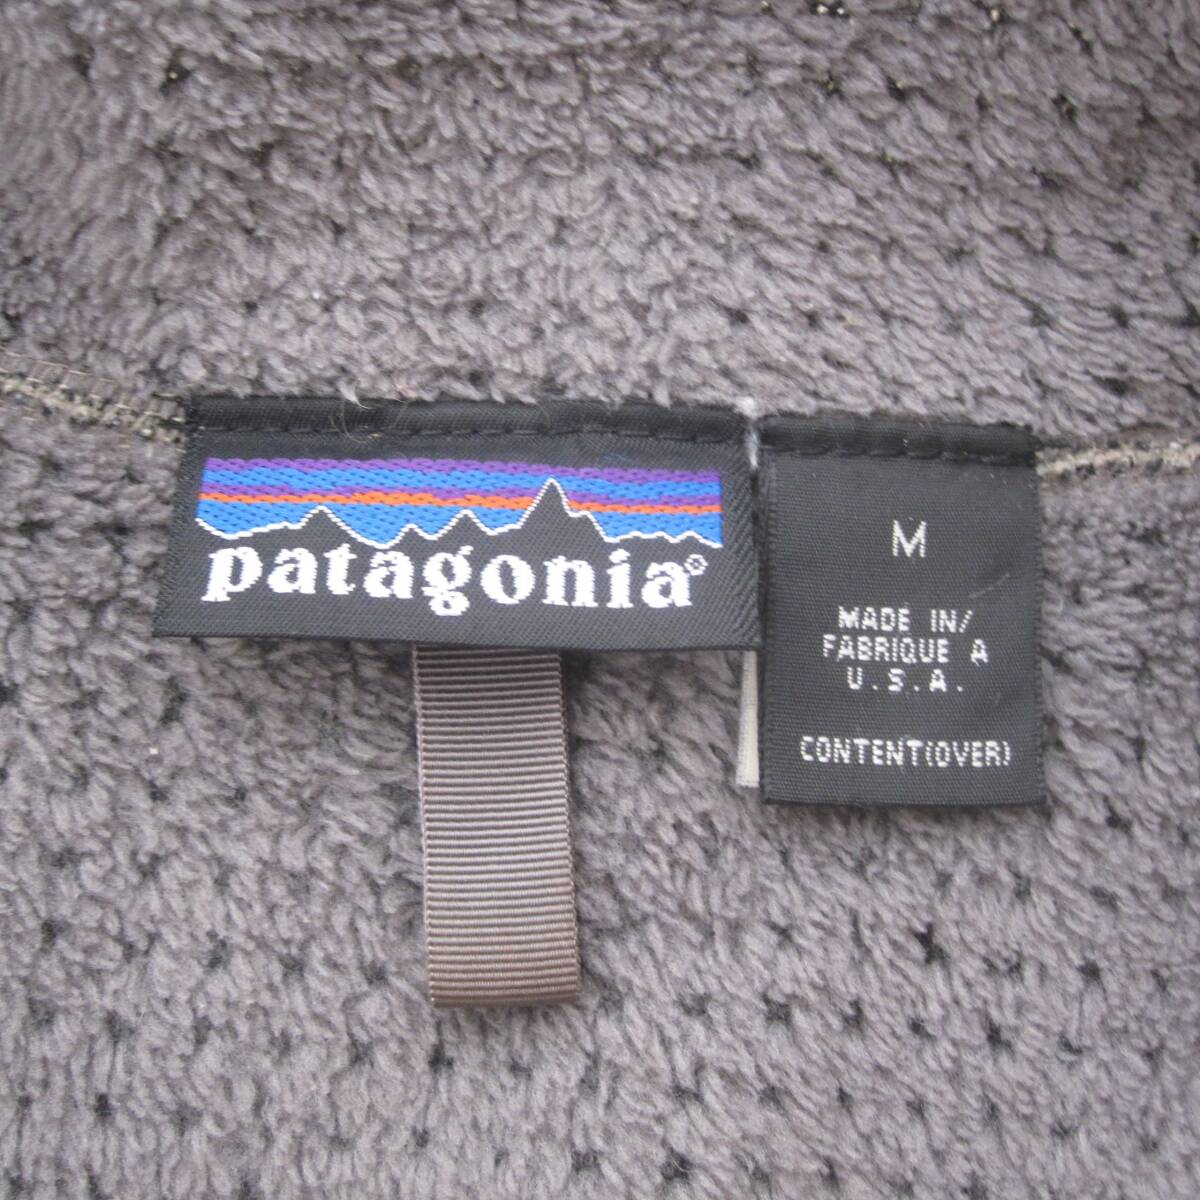 patagonia®
M
MADE IN/
FABRIQUE A
U.S.A.
CONTENT(OVER)